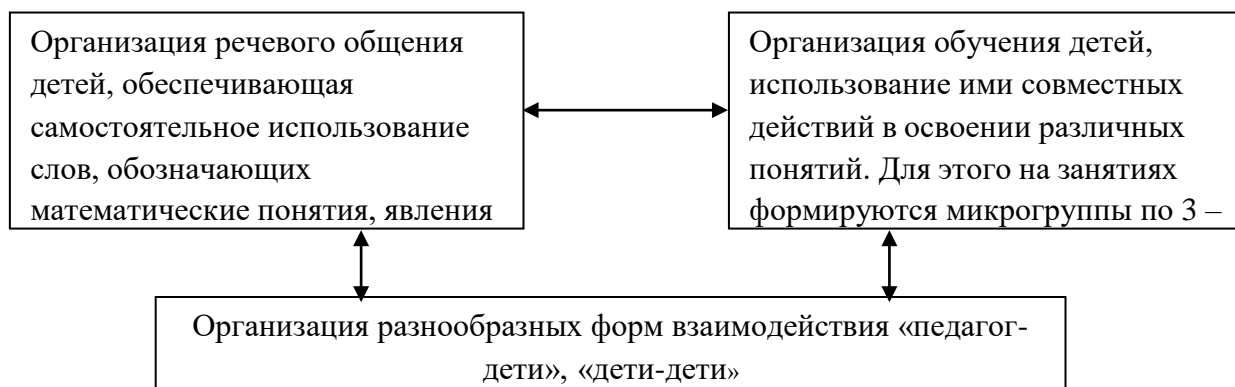 Организация речевого общения
детей, обеспечивающая
самостоятельное использование
слов, обозначающих
математические понятия, явления
Организация обучения детей,
использование ими совместных
действий в освоении различных
понятий. Для этого на занятиях
формируются микрогруппы по 3 –
Организация разнообразных форм взаимодействия «педагог-
дети», «дети-дети»